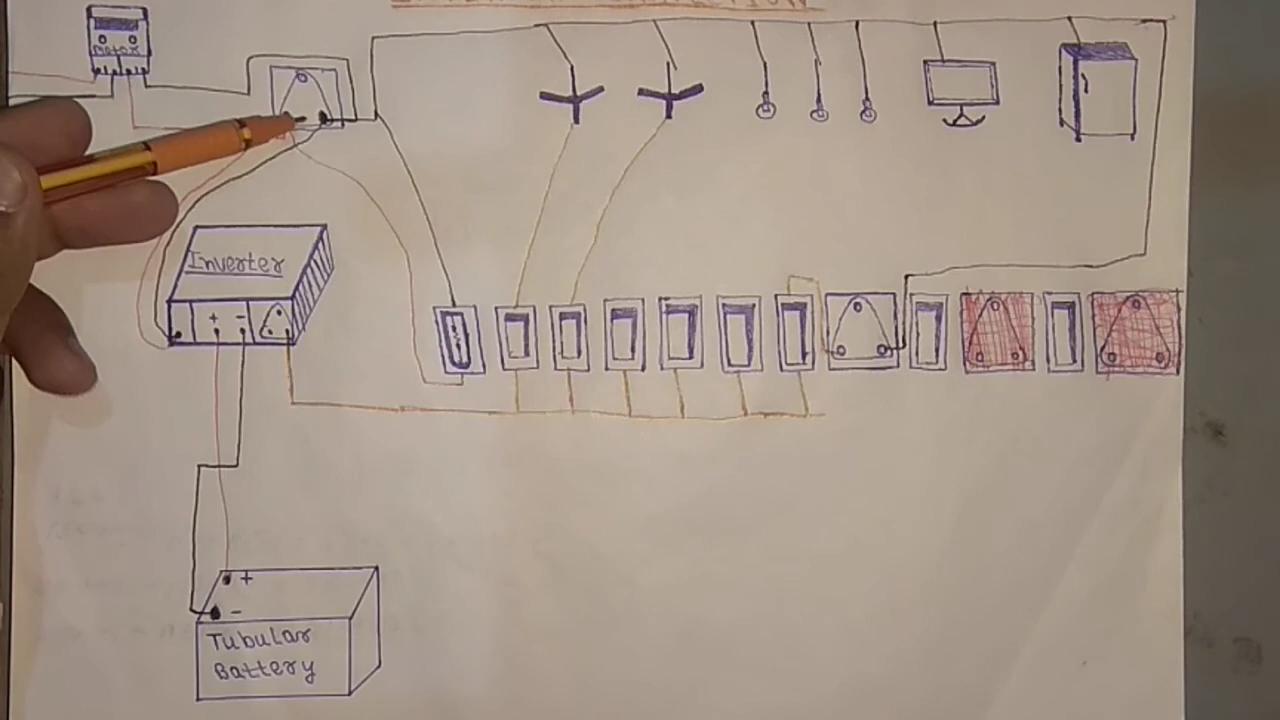 Meter
Inverter
+ -
+
-
Tubular
Battery